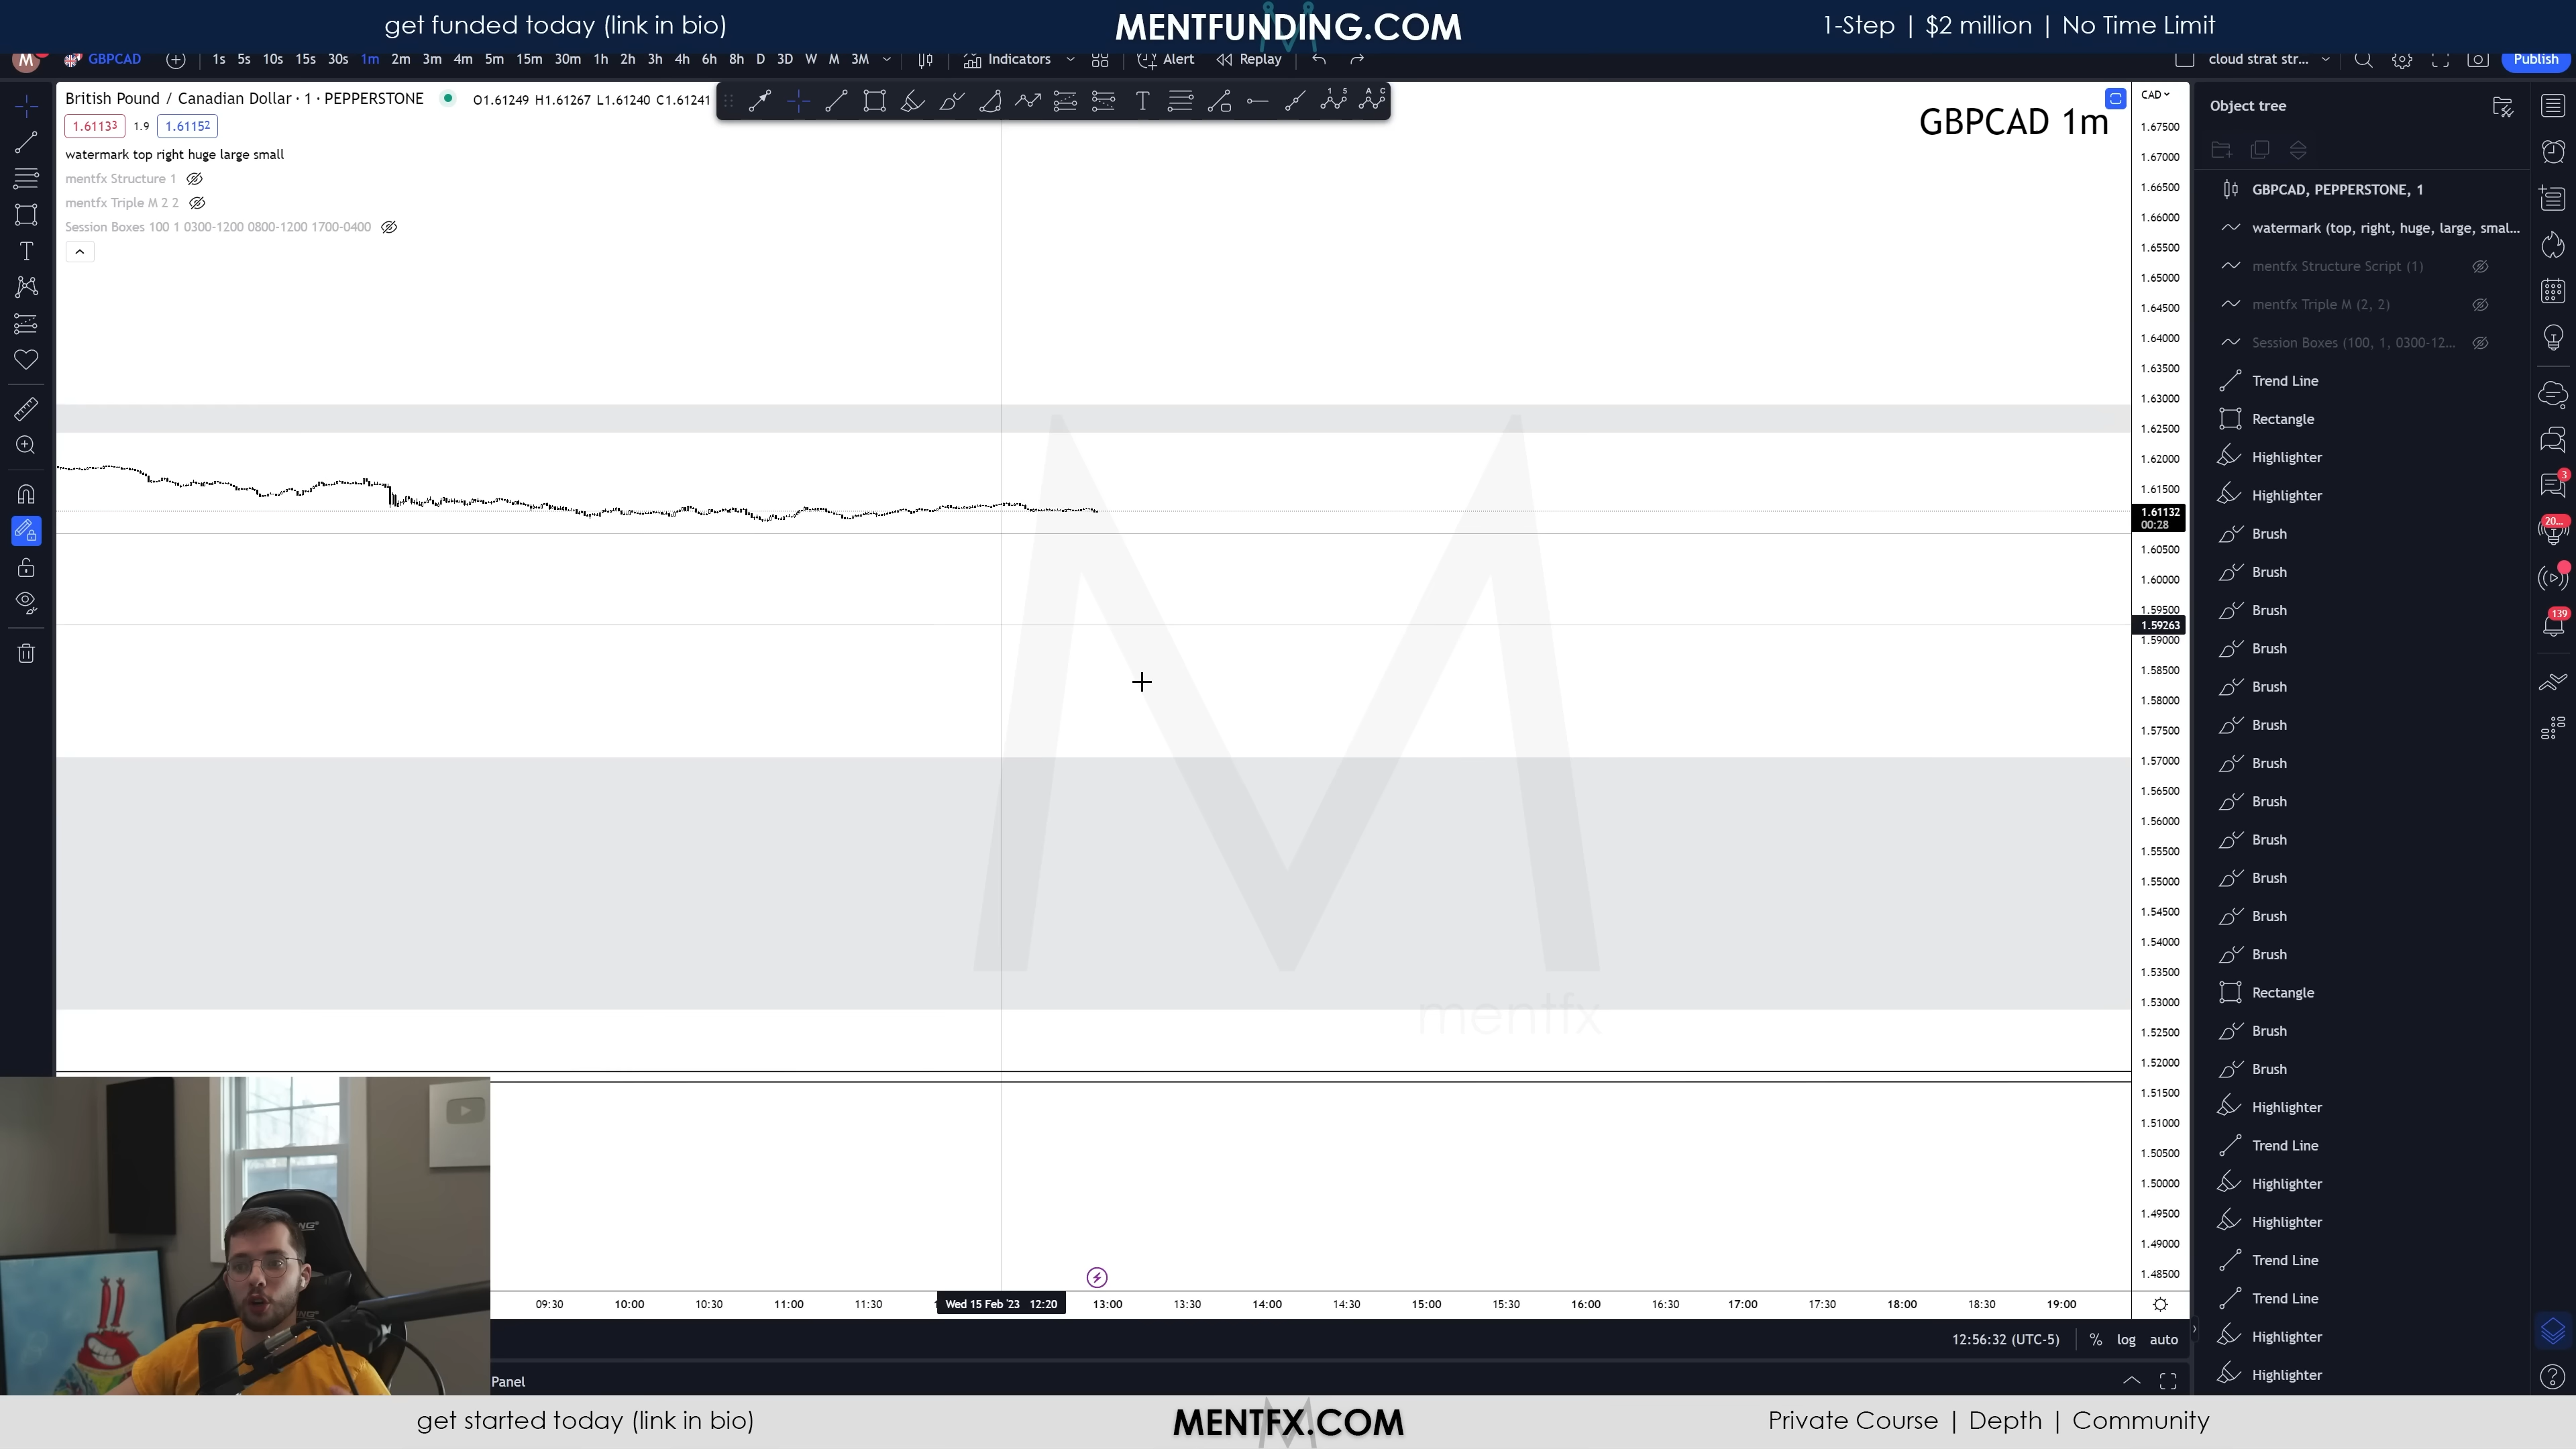 get funded today (link in bio)
MENTFUNDING.COM
1-Step | $2 million | No Time Limit
M
GBPCAD
1s 5s 10s 15s 30s 1m 2m 3m 4m 5m 15m 30m 1h 2h 3h 4h 6h 8h D 3D W M 3M
Indicators
Alert
Replay
cloud strat str...
Publish
British Pound / Canadian Dollar · 1 · PEPPERSTONE
O1.61249 H1.61267 L1.61240 C1.61241
1.61133 1.9 1.61152
watermark top right huge large small
mentfx Structure 1
mentfx Triple M 2 2
Session Boxes 100 1 0300-1200 0800-1200 1700-0400
GBPCAD 1m
CAD
1.67500
1.67000
1.66500
1.66000
1.65500
1.65000
1.64500
1.64000
1.63500
1.63000
1.62500
1.62000
1.61500
1.61132
00:28
1.60500
1.60000
1.59500
1.59263
1.59000
1.58500
1.58000
1.57500
1.57000
1.56500
1.56000
1.55500
1.55000
1.54500
1.54000
1.53500
1.53000
1.52500
1.52000
1.51500
1.51000
1.50500
1.50000
1.49500
1.49000
1.48500
M
mentfx
09:30 10:00 10:30 11:00 11:30 Wed 15 Feb '23 12:20 13:00 13:30 14:00 14:30 15:00 15:30 16:00 16:30 17:00 17:30 18:00 18:30 19:00
12:56:32 (UTC-5) % log auto
Panel
Object tree
GBPCAD, PEPPERSTONE, 1
watermark (top, right, huge, large, smal...
mentfx Structure Script (1)
mentfx Triple M (2, 2)
Session Boxes (100, 1, 0300-12...
Trend Line
Rectangle
Highlighter
Highlighter
Brush
Brush
Brush
Brush
Brush
Brush
Brush
Brush
Brush
Brush
Brush
Brush
Rectangle
Brush
Brush
Highlighter
Trend Line
Highlighter
Highlighter
Trend Line
Trend Line
Highlighter
Highlighter
3
20...
139
get started today (link in bio)
MENTFX.COM
Private Course | Depth | Community